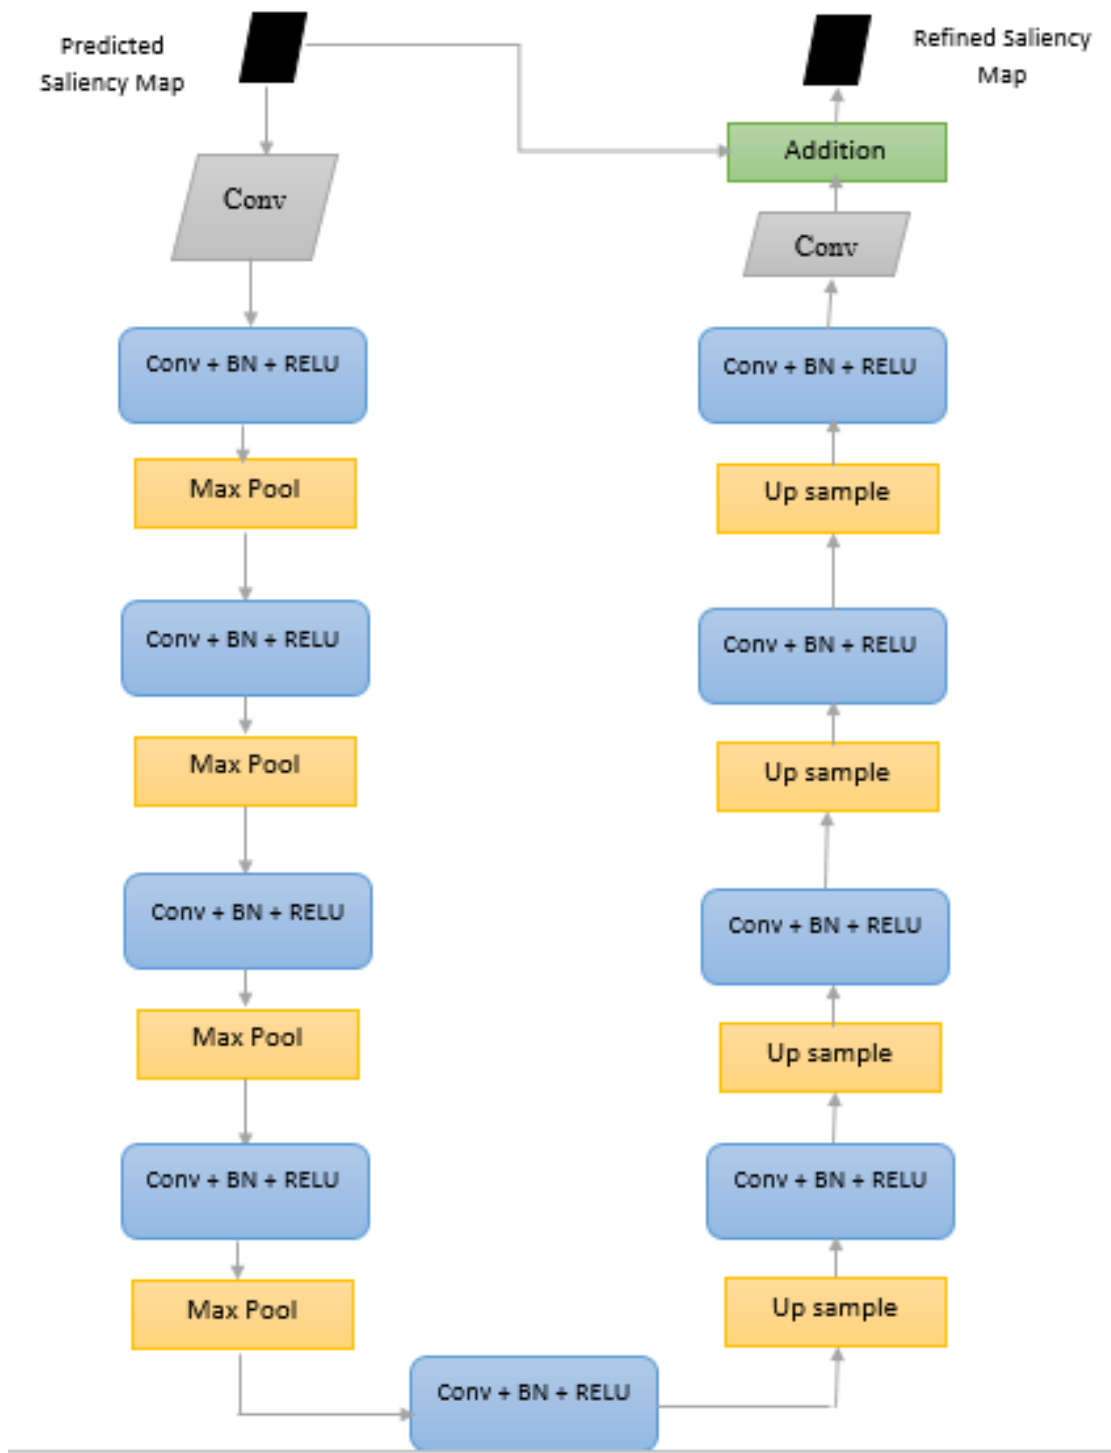 Predicted
Saliency Map
Conv
Conv + BN + RELU
Max Pool
Conv + BN + RELU
Max Pool
Conv + BN + RELU
Max Pool
Conv + BN + RELU
Max Pool
Conv + BN + RELU
Up sample
Conv + BN + RELU
Up sample
Conv + BN + RELU
Up sample
Conv + BN + RELU
Up sample
Conv + BN + RELU
Conv
Addition
Refined Saliency
Map